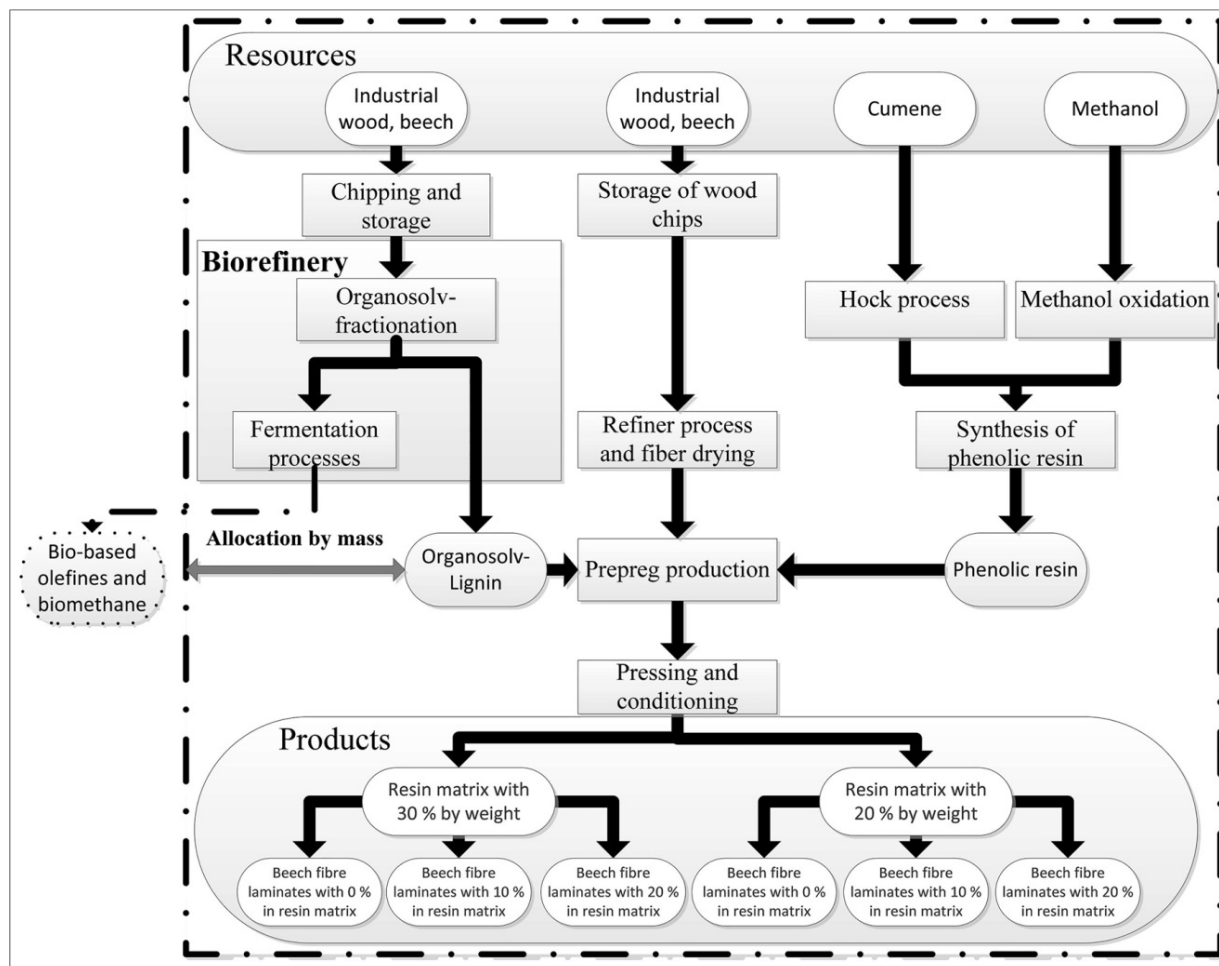 Resources
Industrial
wood, beech
Industrial
wood, beech
Cumene
Methanol
Chipping and
storage
Storage of wood
chips
Biorefinery
Organosolv-
fractionation
Hock process
Methanol oxidation
Fermentation
processes
Refiner process
and fiber drying
Synthesis of
phenolic resin
Bio-based
olefines and
biomethane
Allocation by mass
Organosolv-
Lignin
Prepreg production
Phenolic resin
Pressing and
conditioning
Products
Resin matrix with
30 % by weight
Resin matrix with
20 % by weight
Beech fibre
laminates with 0 %
in resin matrix
Beech fibre
laminates with 10 %
in resin matrix
Beech fibre
laminates with 20 %
in resin matrix
Beech fibre
laminates with 0 %
in resin matrix
Beech fibre
laminates with 10 %
in resin matrix
Beech fibre
laminates with 20 %
in resin matrix